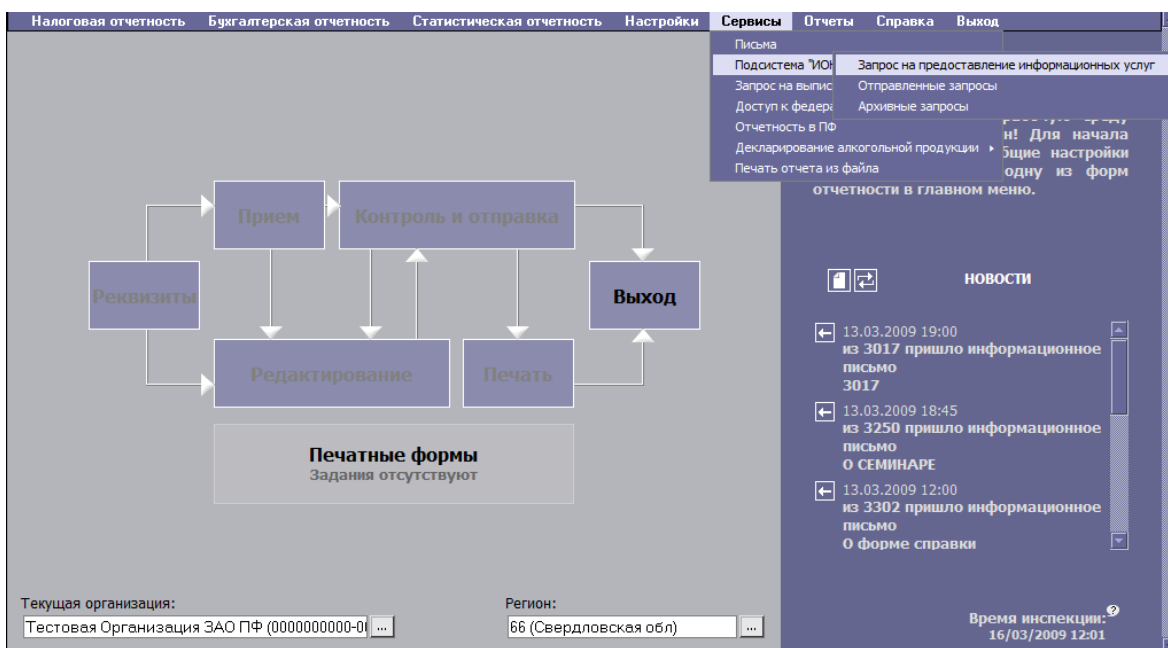 Налоговая отчетность Бухгалтерская отчетность Статистическая отчетность Настройки Сервисы Отчеты Справка Выход
Письма
Подсистема "ИОН
Запрос на предоставление информационных услуг
Запрос на выпис
Отправленные запросы
Доступ к федера
Архивные запросы
Отчетность в ПФ
н! Для начала
Декларирование алкогольной продукции
бщие настройки
Печать отчета из файла
одну из форм
отчетности в главном меню.
Прием
Контроль и отправка
Реквизиты
Выход
Редактирование
Печать
Печатные формы
Задания отсутствуют
НОВОСТИ
13.03.2009 19:00
из 3017 пришло информационное
письмо
3017
13.03.2009 18:45
из 3250 пришло информационное
письмо
О СЕМИНАРЕ
13.03.2009 12:00
из 3302 пришло информационное
письмо
О форме справки
Текущая организация:
Тестовая Организация ЗАО ПФ (0000000000-0 ...
Регион:
66 (Свердловская обл) ...
Время инспекции:
16/03/2009 12:01